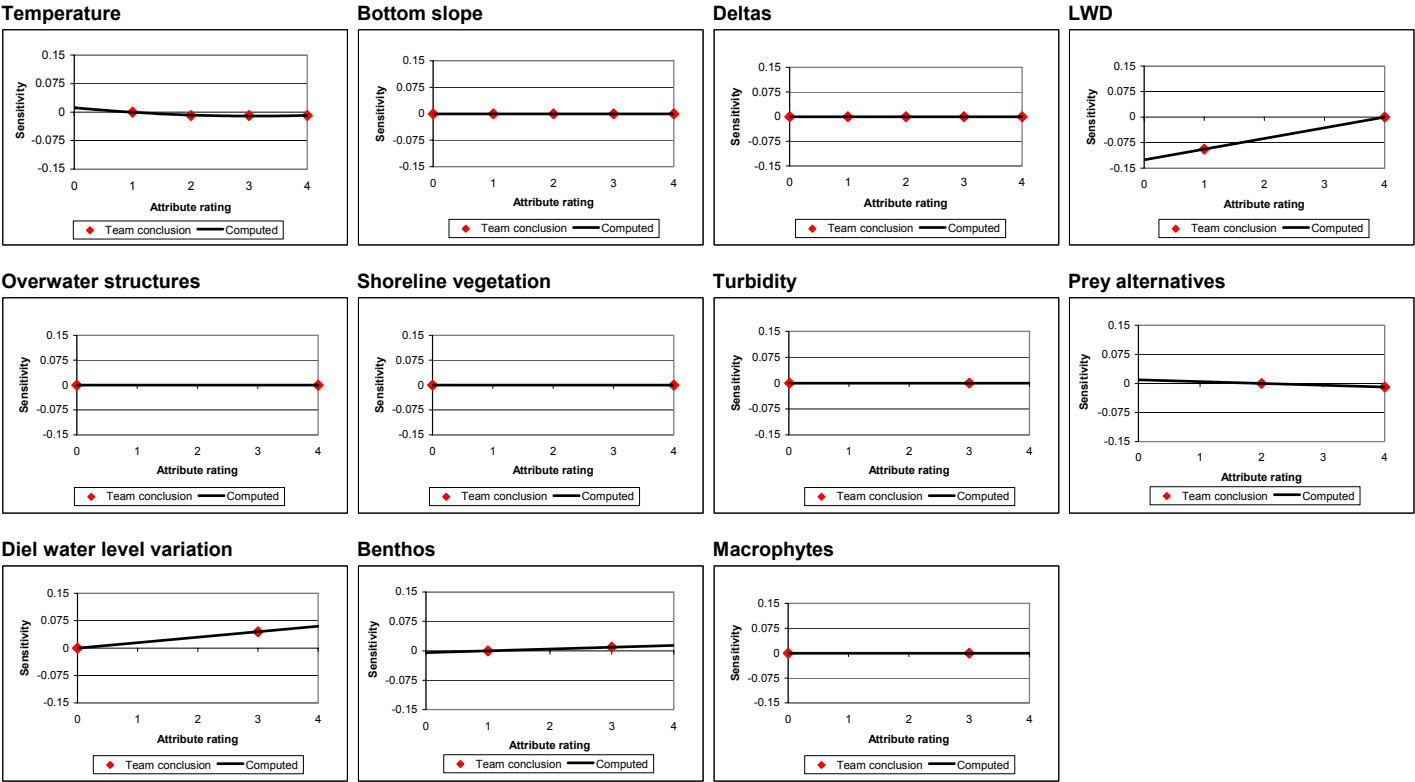 Temperature
Sensitivity
0.15
0.075
0
-0.075
-0.15
0 1 2 3 4
Attribute rating
Team conclusion Computed
Bottom slope
Sensitivity
0.15
0.075
0
-0.075
-0.15
0 1 2 3 4
Attribute rating
Team conclusion Computed
Deltas
Sensitivity
0.15
0.075
0
-0.075
-0.15
0 1 2 3 4
Attribute rating
Team conclusion Computed
LWD
Sensitivity
0.15
0.075
0
-0.075
-0.15
0 1 2 3 4
Attribute rating
Team conclusion Computed
Overwater structures
Sensitivity
0.15
0.075
0
-0.075
-0.15
0 1 2 3 4
Attribute rating
Team conclusion Computed
Shoreline vegetation
Sensitivity
0.15
0.075
0
-0.075
-0.15
0 1 2 3 4
Attribute rating
Team conclusion Computed
Turbidity
Sensitivity
0.15
0.075
0
-0.075
-0.15
0 1 2 3 4
Attribute rating
Team conclusion Computed
Prey alternatives
Sensitivity
0.15
0.075
0
-0.075
-0.15
0 1 2 3 4
Attribute rating
Team conclusion Computed
Diel water level variation
Sensitivity
0.15
0.075
0
-0.075
-0.15
0 1 2 3 4
Attribute rating
Team conclusion Computed
Benthos
Sensitivity
0.15
0.075
0
-0.075
-0.15
0 1 2 3 4
Attribute rating
Team conclusion Computed
Macrophytes
Sensitivity
0.15
0.075
0
-0.075
-0.15
0 1 2 3 4
Attribute rating
Team conclusion Computed